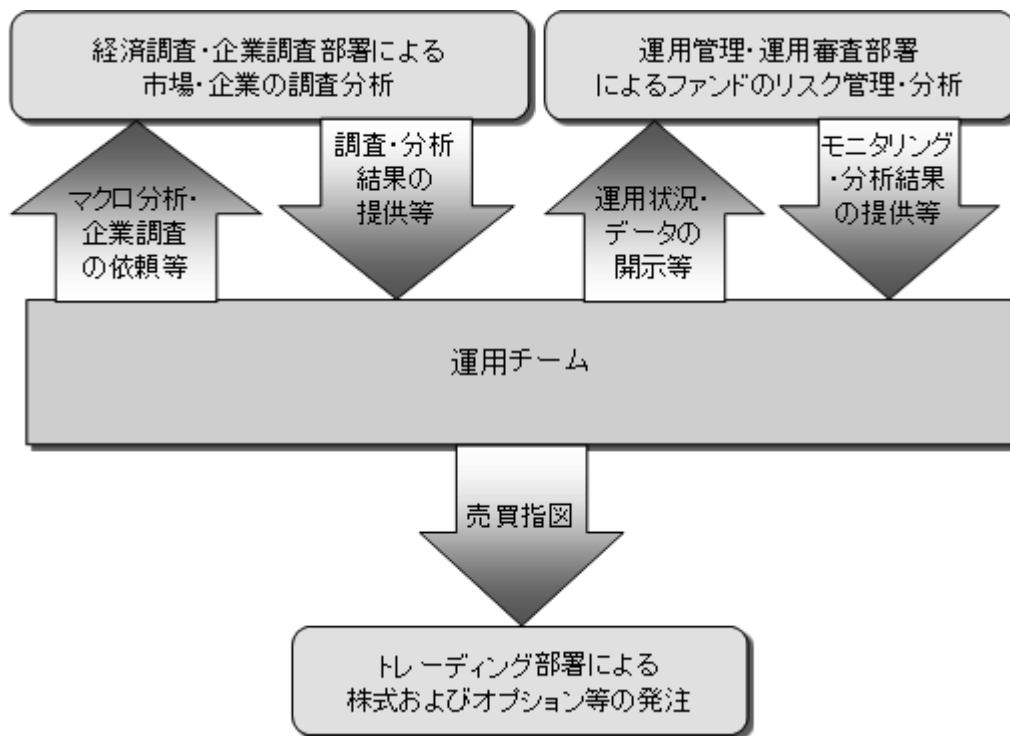 経済調査・企業調査部署による
市場・企業の調査分析
運用管理・運用審査部署
によるファンドのリスク管理・分析
マクロ分析・
企業調査
の依頼等
調査・分析
結果の
提供等
運用状況・
データの
開示等
モニタリング
・分析結果
の提供等
運用チーム
売買指図
トレーディング部署による
株式およびオプション等の発注